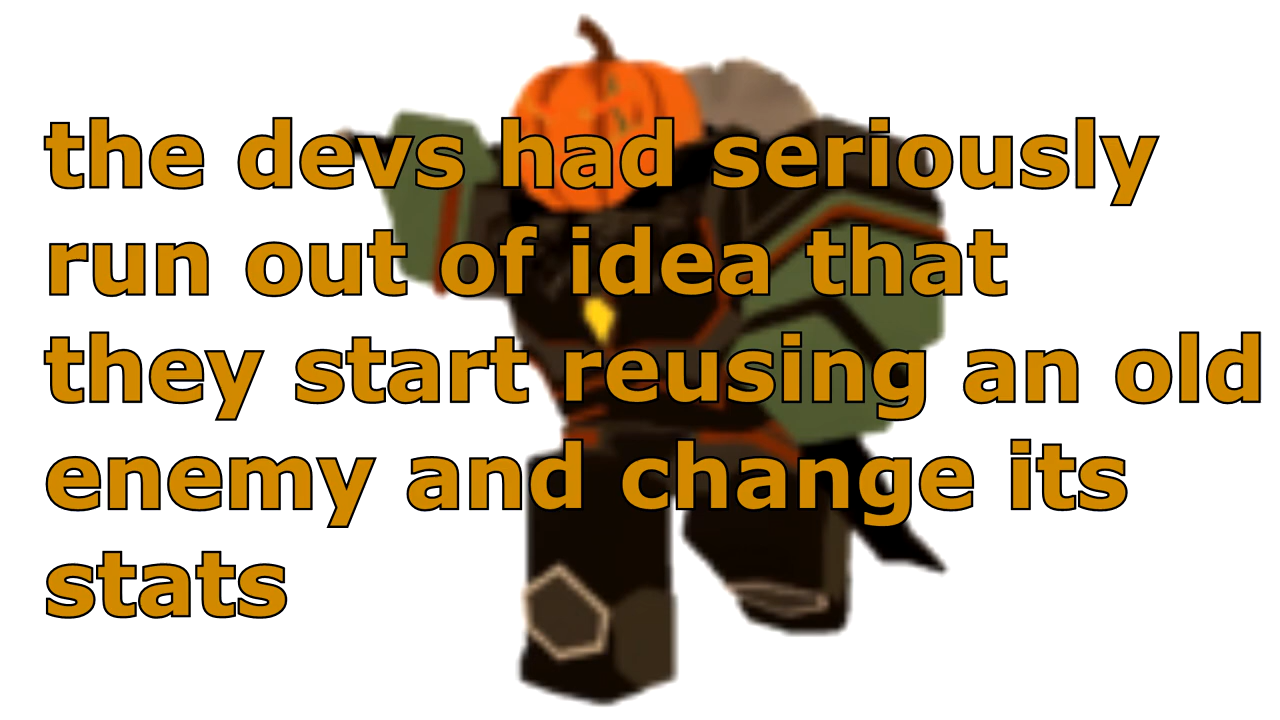 the devs had seriously
run out of idea that
they start reusing an old
enemy and change its
stats